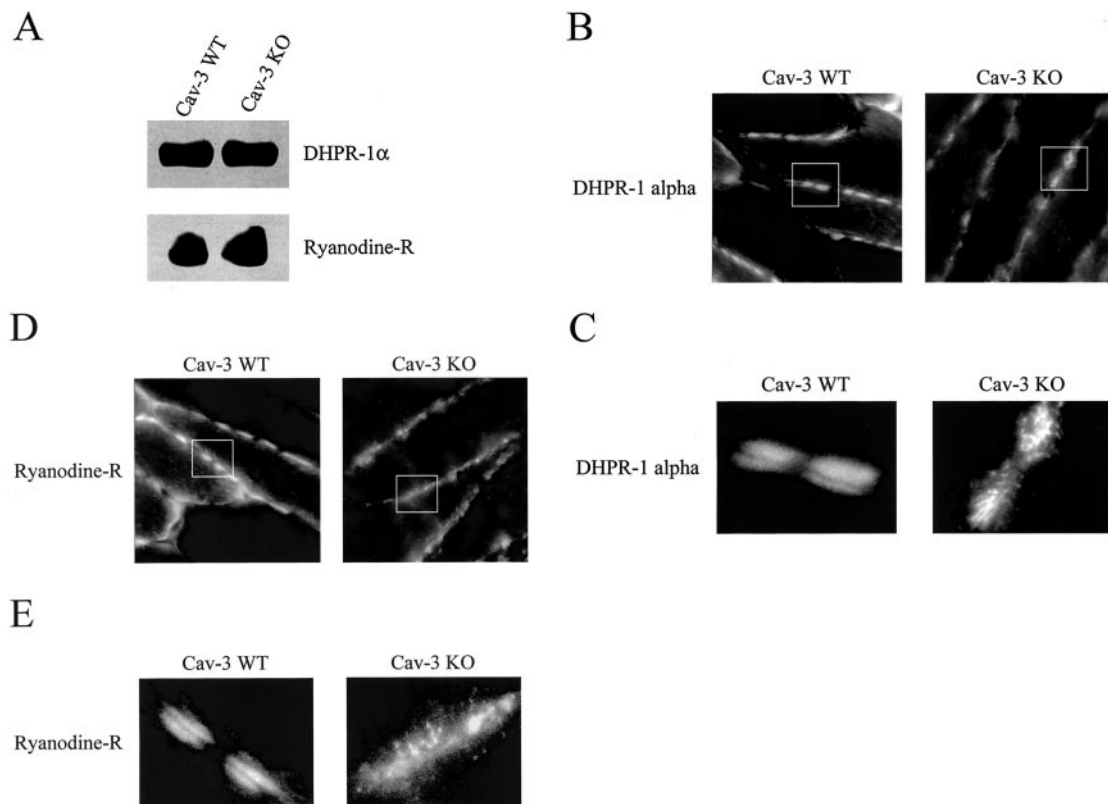 A
Cav-3 WT
Cav-3 KO
DHPR-1α
Ryanodine-R
B
Cav-3 WT
Cav-3 KO
DHPR-1 alpha
D
Cav-3 WT
Cav-3 KO
Ryanodine-R
C
Cav-3 WT
Cav-3 KO
DHPR-1 alpha
E
Cav-3 WT
Cav-3 KO
Ryanodine-R